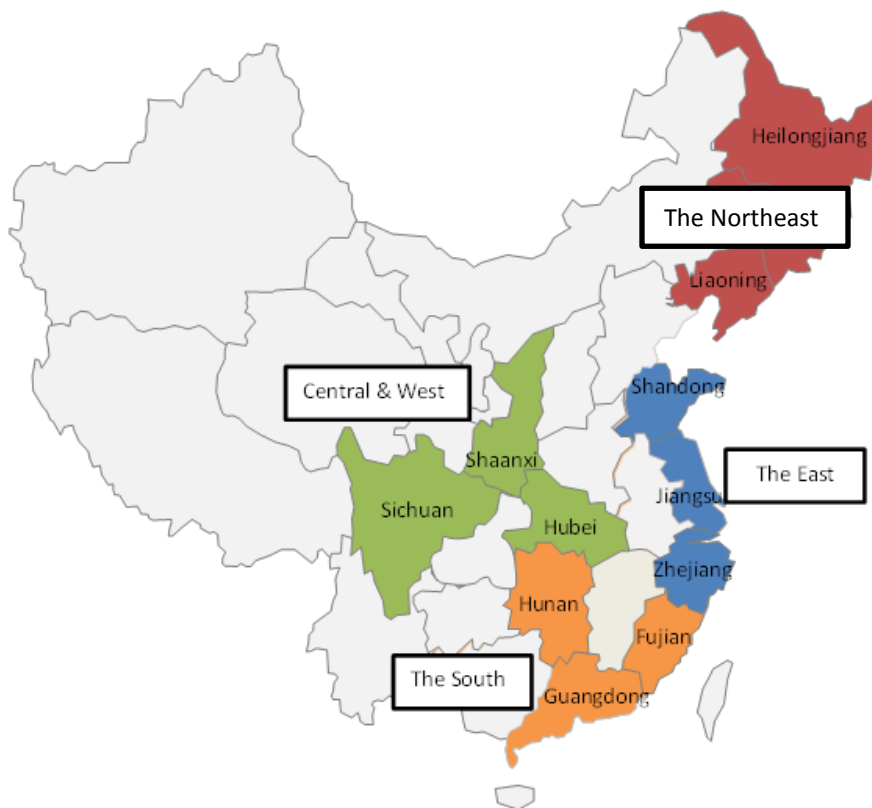 Heilongjiang
The Northeast
Liaoning
Shandong
Central & West
Shaanxi
The East
Jiangsu
Sichuan
Hubei
Zhejiang
Hunan
Fujian
The South
Guangdong